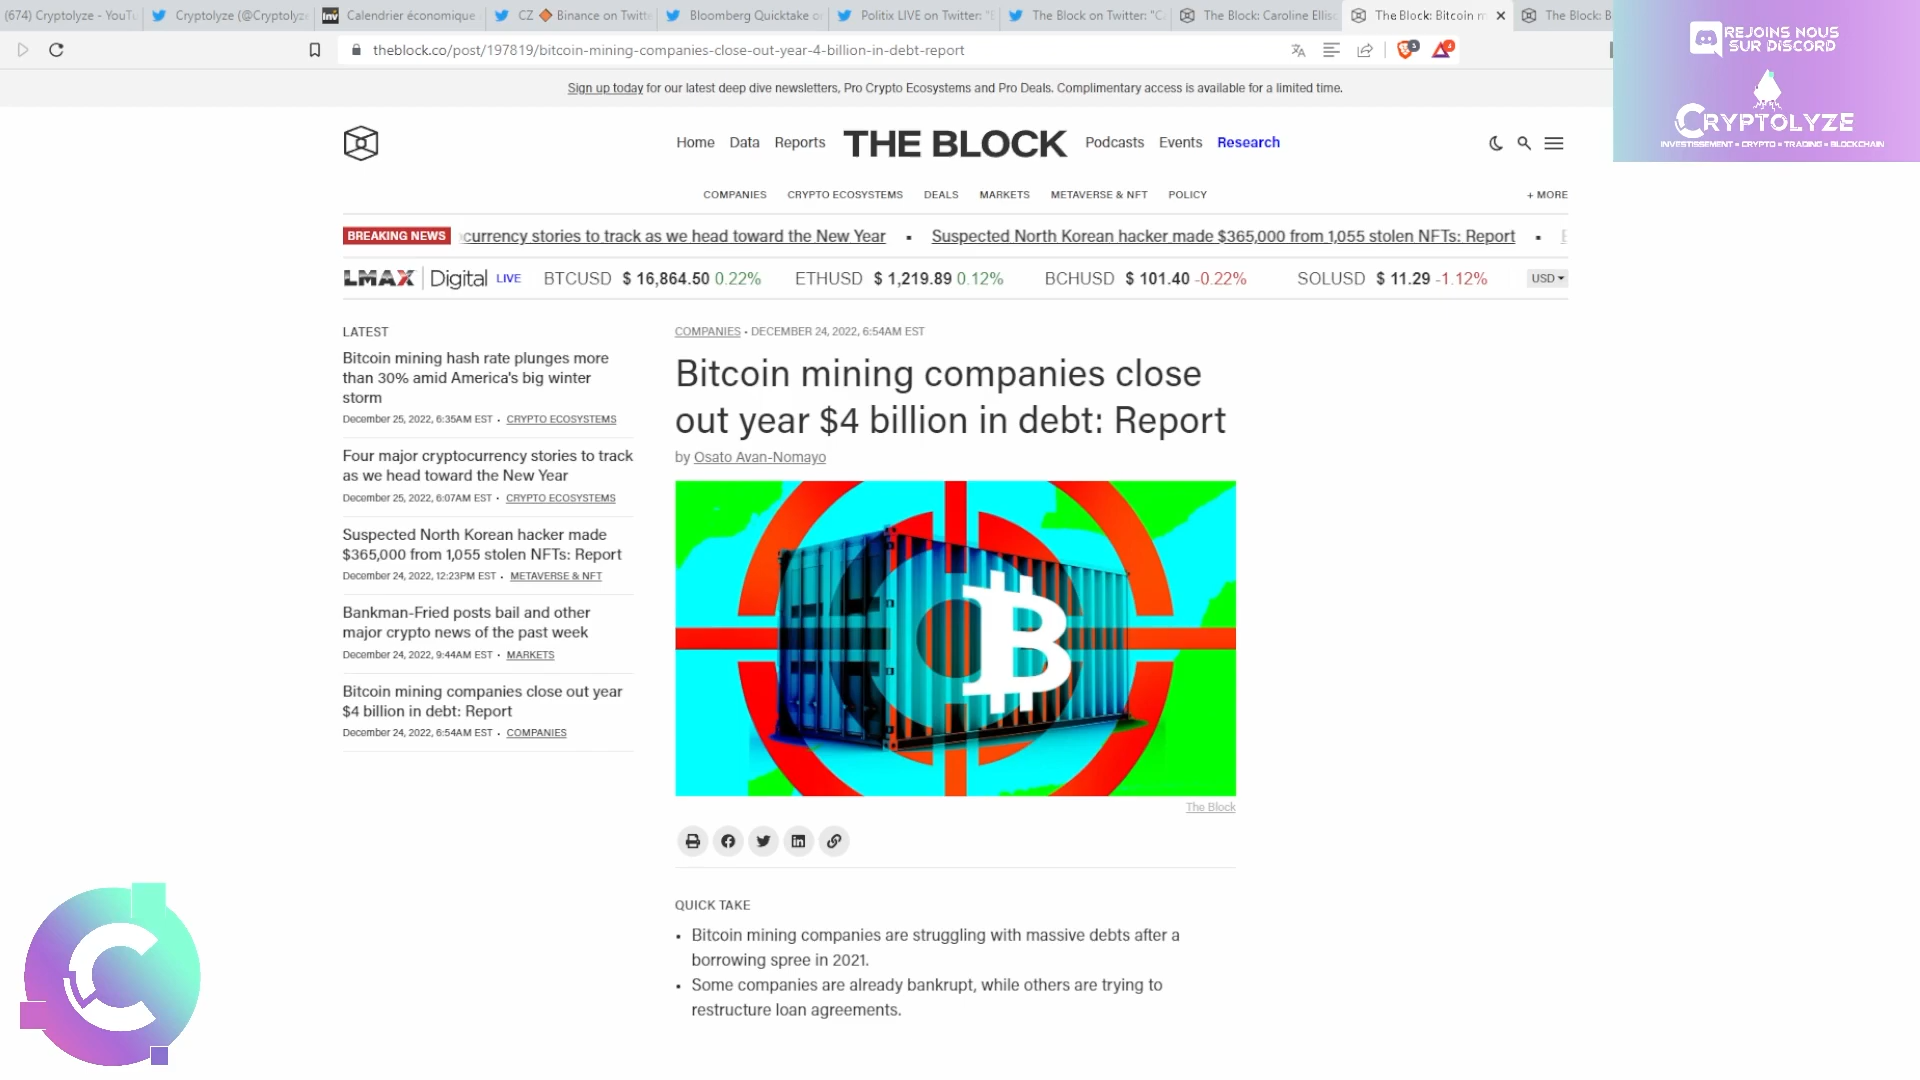 (674) Cryptolyze - YouTu
Cryptolyze (@Cryptolyze
Calendrier économique
CZ 🔶 Binance on Twitte
Bloomberg Quicktake on
Politix LIVE on Twitter: "E
The Block on Twitter: "Ca
The Block: Caroline Elliso
The Block: Bitcoin m
The Block: B
theblock.co/post/197819/bitcoin-mining-companies-close-out-year-4-billion-in-debt-report
REJOINS NOUS
SUR DISCORD
CRYPTOLYZE
INVESTISSEMENT • CRYPTO • TRADING • BLOCKCHAIN
Sign up today for our latest deep dive newsletters, Pro Crypto Ecosystems and Pro Deals. Complimentary access is available for a limited time.
Home Data Reports THE BLOCK Podcasts Events Research
COMPANIES CRYPTO ECOSYSTEMS DEALS MARKETS METAVERSE & NFT POLICY + MORE
BREAKING NEWS currency stories to track as we head toward the New Year ▪ Suspected North Korean hacker made $365,000 from 1,055 stolen NFTs: Report ▪
LMAX Digital LIVE BTCUSD $ 16,864.50 0.22% ETHUSD $ 1,219.89 0.12% BCHUSD $ 101.40 -0.22% SOLUSD $ 11.29 -1.12% USD
LATEST
Bitcoin mining hash rate plunges more
than 30% amid America's big winter
storm
December 25, 2022, 6:35AM EST • CRYPTO ECOSYSTEMS
Four major cryptocurrency stories to track
as we head toward the New Year
December 25, 2022, 6:07AM EST • CRYPTO ECOSYSTEMS
Suspected North Korean hacker made
$365,000 from 1,055 stolen NFTs: Report
December 24, 2022, 12:23PM EST • METAVERSE & NFT
Bankman-Fried posts bail and other
major crypto news of the past week
December 24, 2022, 9:44AM EST • MARKETS
Bitcoin mining companies close out year
$4 billion in debt: Report
December 24, 2022, 6:54AM EST • COMPANIES
COMPANIES • DECEMBER 24, 2022, 6:54AM EST
Bitcoin mining companies close
out year $4 billion in debt: Report
by Osato Avan-Nomayo
The Block
QUICK TAKE
• Bitcoin mining companies are struggling with massive debts after a
borrowing spree in 2021.
• Some companies are already bankrupt, while others are trying to
restructure loan agreements.